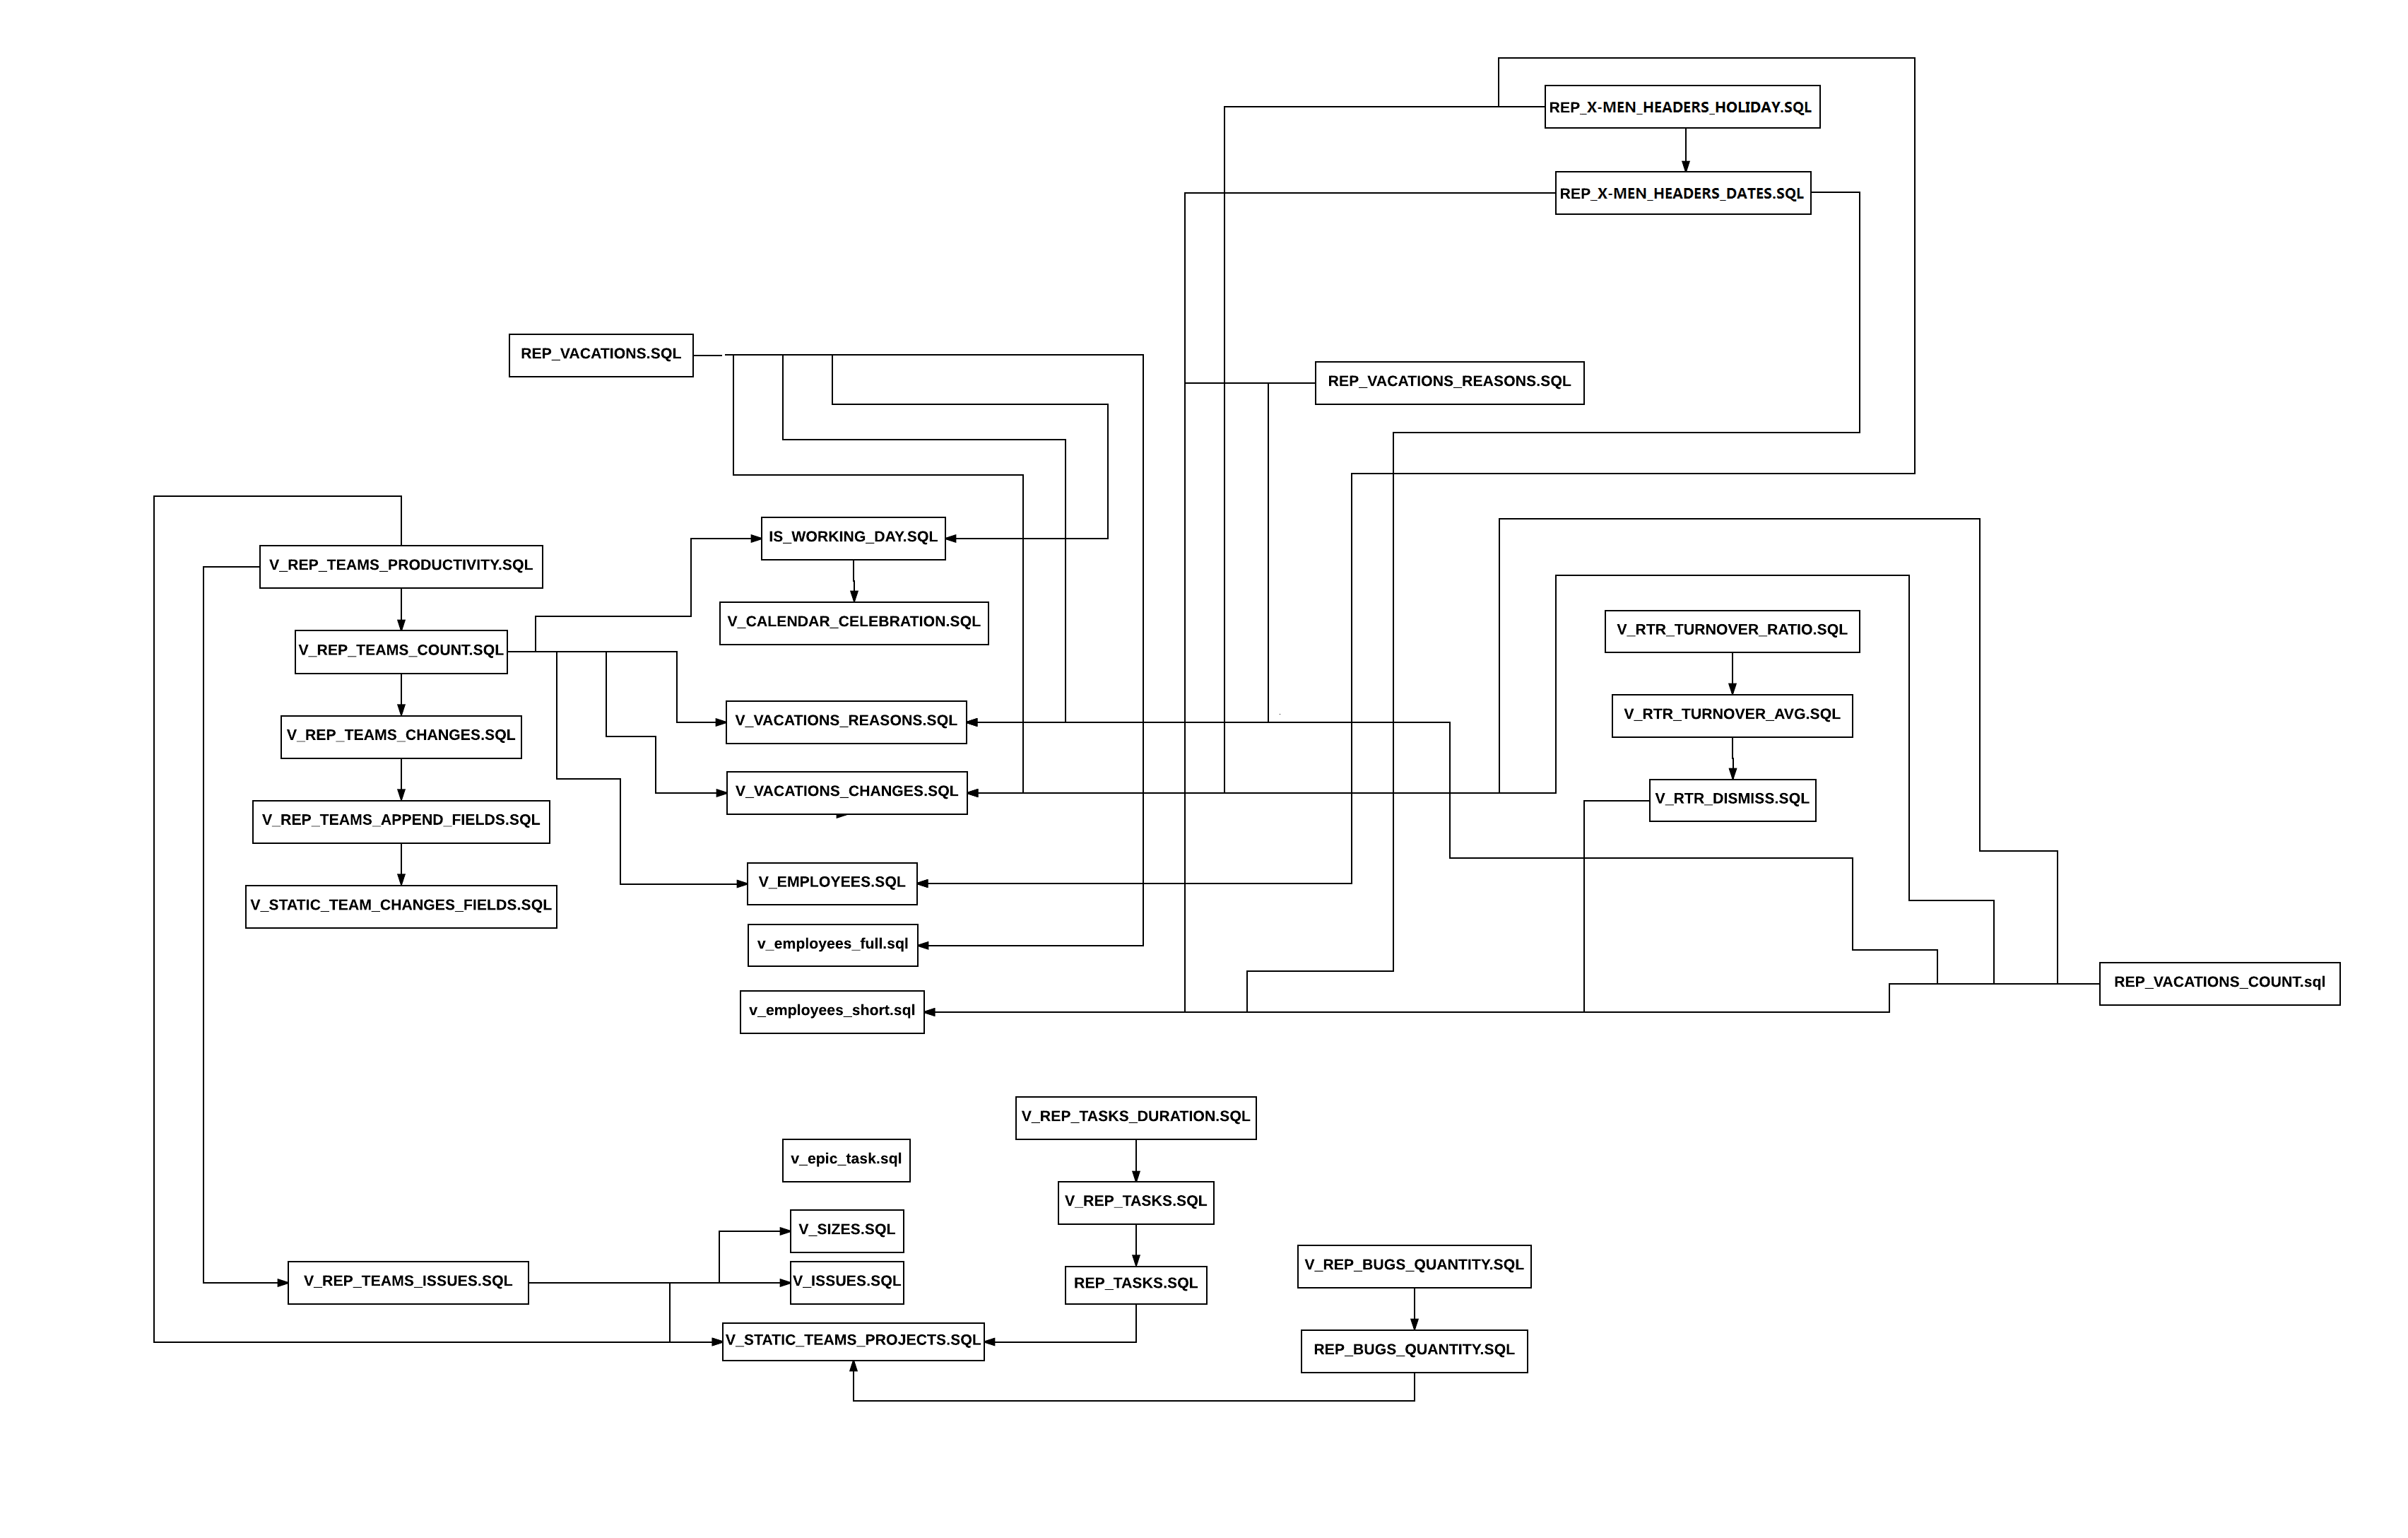 REP_X-MEN_HEADERS_HOLIDAY.SQL
REP_X-MEN_HEADERS_DATES.SQL
REP_VACATIONS.SQL
REP_VACATIONS_REASONS.SQL
IS_WORKING_DAY.SQL
V_REP_TEAMS_PRODUCTIVITY.SQL
V_CALENDAR_CELEBRATION.SQL
V_RTR_TURNOVER_RATIO.SQL
V_REP_TEAMS_COUNT.SQL
V_RTR_TURNOVER_AVG.SQL
V_VACATIONS_REASONS.SQL
V_REP_TEAMS_CHANGES.SQL
V_VACATIONS_CHANGES.SQL
V_RTR_DISMISS.SQL
V_REP_TEAMS_APPEND_FIELDS.SQL
V_EMPLOYEES.SQL
V_STATIC_TEAM_CHANGES_FIELDS.SQL
v_employees_full.sql
REP_VACATIONS_COUNT.sql
v_employees_short.sql
V_REP_TASKS_DURATION.SQL
v_epic_task.sql
V_REP_TASKS.SQL
V_SIZES.SQL
V_REP_BUGS_QUANTITY.SQL
V_REP_TEAMS_ISSUES.SQL
V_ISSUES.SQL
REP_TASKS.SQL
V_STATIC_TEAMS_PROJECTS.SQL
REP_BUGS_QUANTITY.SQL